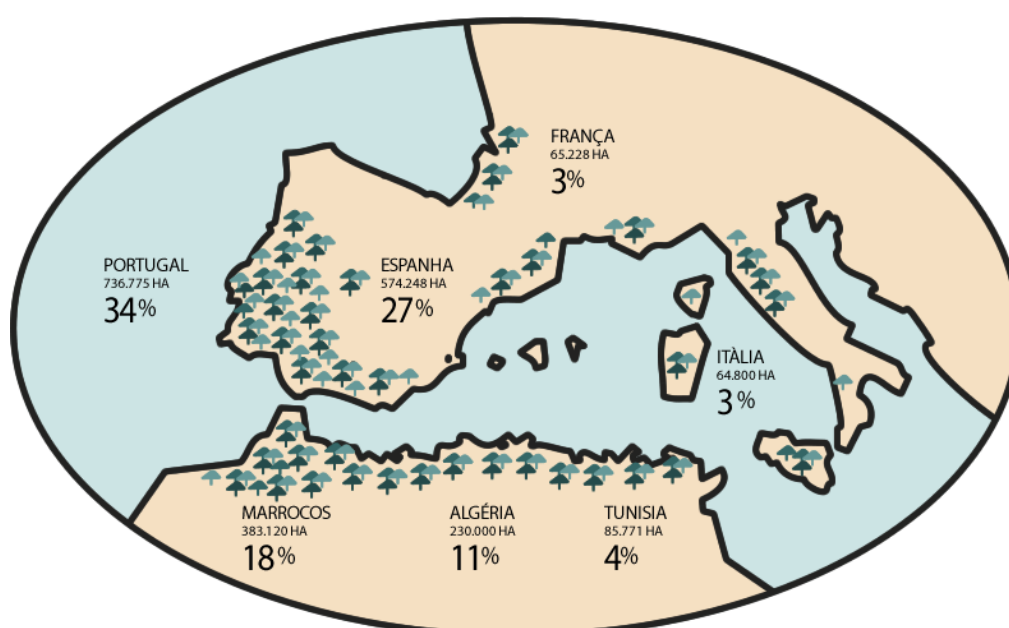 FRANÇA
65.228 HA
3%
PORTUGAL
736.775 HA
34%
ESPANHA
574.248 HA
27%
ITÀLIA
64.800 HA
3%
MARROCOS
383.120 HA
18%
ALGÉRIA
230.000 HA
11%
TUNISIA
85.771 HA
4%